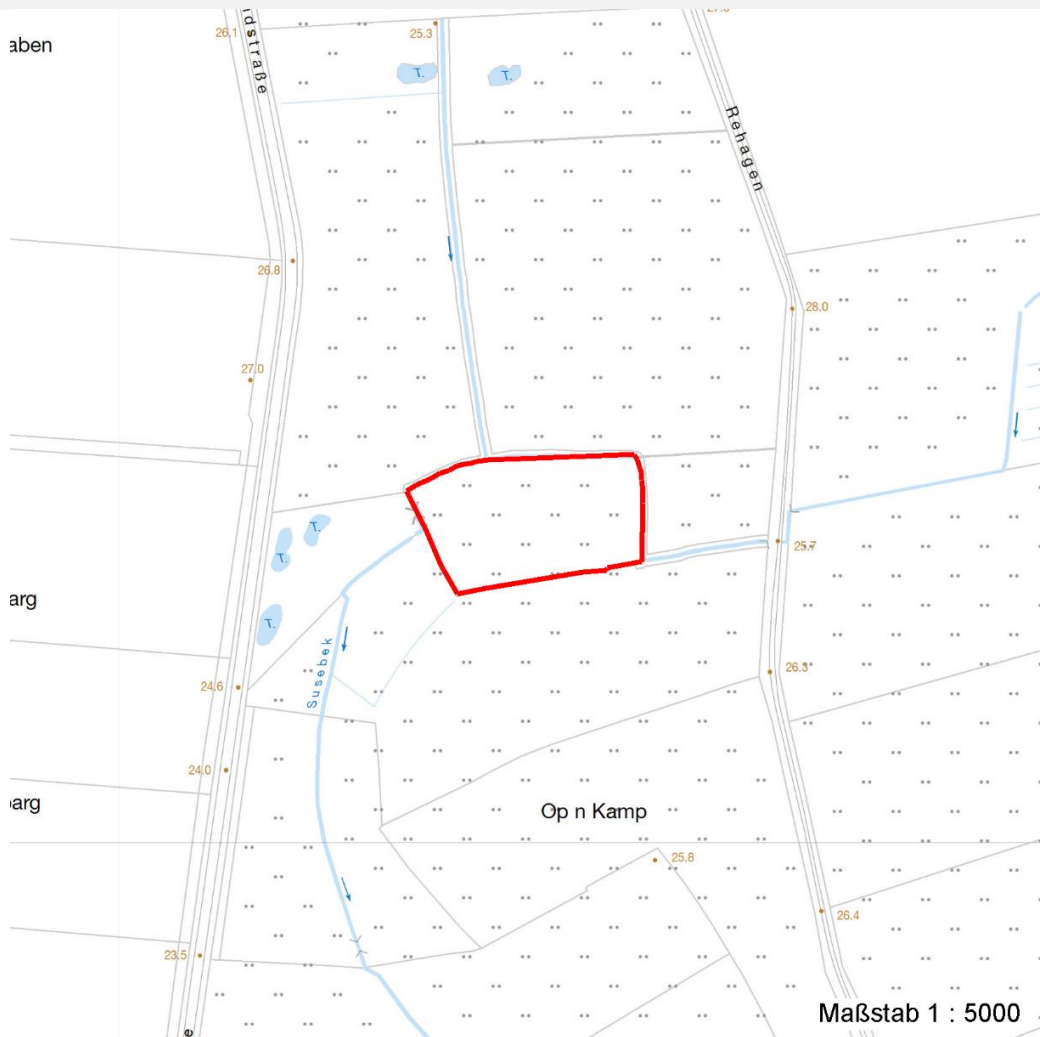 26.1
idstraße
25.3
aben
T.
T.
Rehagen
26.8
28.0
27.0
T.
T.
25.7
arg
T.
Susebek
26.3
24.6
24.0
arg
Op n Kamp
25.8
26.4
23.5
Maßstab 1 : 5000
e